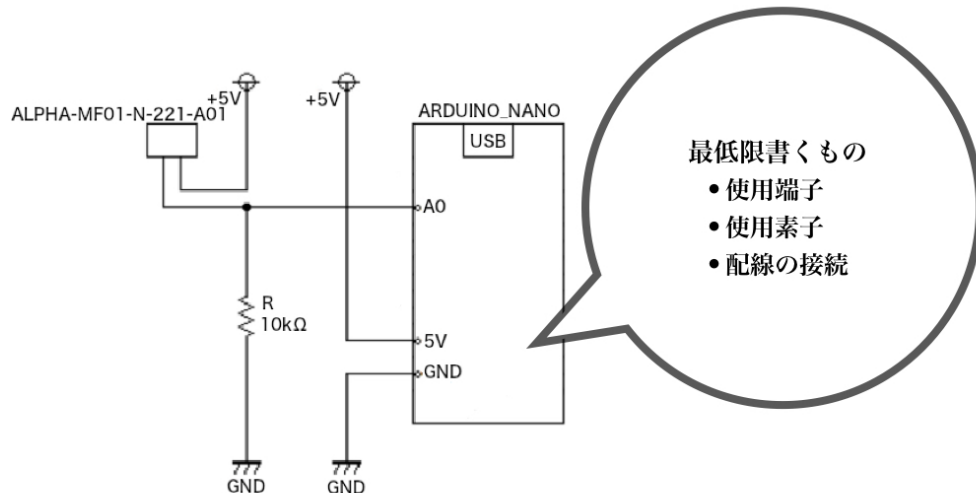 +5V
+5V
ALPHA-MF01-N-221-A01
ARDUINO_NANO
USB
A0
R
10kΩ
5V
GND
GND
GND
最低限書くもの
•使用端子
•使用素子
•配線の接続